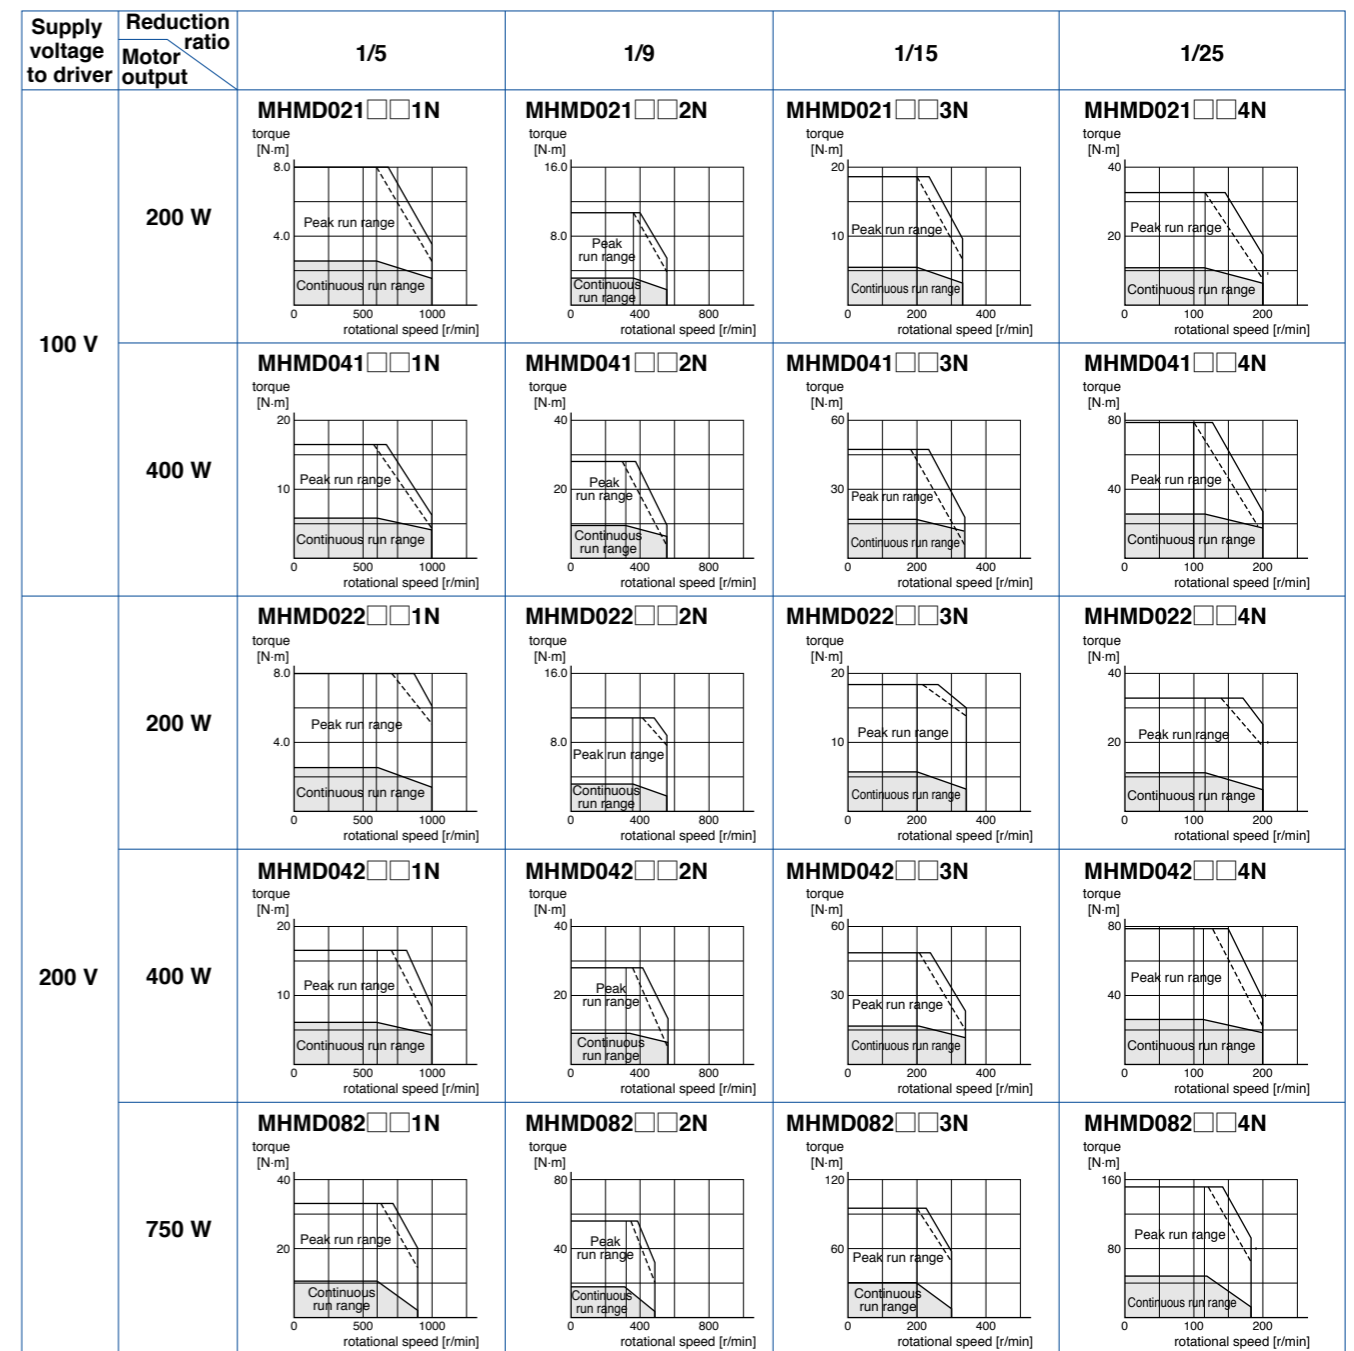 Supply voltage to driver
Reduction ratio
Motor output
1/5
1/9
1/15
1/25
100 V
200 W
MHMD021□□1N
torque
[N·m]
8.0
4.0
Peak run range
Continuous run range
0 500 1000
rotational speed [r/min]
MHMD021□□2N
torque
[N·m]
16.0
8.0
Peak
run range
Continuous
run range
0 400 800
rotational speed [r/min]
MHMD021□□3N
torque
[N·m]
20
10
Peak run range
Continuous run range
0 200 400
rotational speed [r/min]
MHMD021□□4N
torque
[N·m]
40
20
Peak run range
Continuous run range
0 100 200
rotational speed [r/min]
400 W
MHMD041□□1N
torque
[N·m]
20
10
Peak run range
Continuous run range
0 500 1000
rotational speed [r/min]
MHMD041□□2N
torque
[N·m]
40
20
Peak
run range
Continuous
run range
0 400 800
rotational speed [r/min]
MHMD041□□3N
torque
[N·m]
60
30
Peak run range
Continuous run range
0 200 400
rotational speed [r/min]
MHMD041□□4N
torque
[N·m]
80
40
Peak run range
Continuous run range
0 100 200
rotational speed [r/min]
200 V
200 W
MHMD022□□1N
torque
[N·m]
8.0
4.0
Peak run range
Continuous run range
0 500 1000
rotational speed [r/min]
MHMD022□□2N
torque
[N·m]
16.0
8.0
Peak run range
Continuous
run range
0 400 800
rotational speed [r/min]
MHMD022□□3N
torque
[N·m]
20
10
Peak run range
Continuous run range
0 200 400
rotational speed [r/min]
MHMD022□□4N
torque
[N·m]
40
20
Peak run range
Continuous run range
0 100 200
rotational speed [r/min]
400 W
MHMD042□□1N
torque
[N·m]
20
10
Peak run range
Continuous run range
0 500 1000
rotational speed [r/min]
MHMD042□□2N
torque
[N·m]
40
20
Peak
run range
Continuous
run range
0 400 800
rotational speed [r/min]
MHMD042□□3N
torque
[N·m]
60
30
Peak run range
Continuous run range
0 200 400
rotational speed [r/min]
MHMD042□□4N
torque
[N·m]
80
40
Peak run range
Continuous run range
0 100 200
rotational speed [r/min]
750 W
MHMD082□□1N
torque
[N·m]
40
20
Peak run range
Continuous
run range
0 500 1000
rotational speed [r/min]
MHMD082□□2N
torque
[N·m]
80
40
Peak
run range
Continuous
run range
0 400 800
rotational speed [r/min]
MHMD082□□3N
torque
[N·m]
120
60
Peak run range
Continuous
run range
0 200 400
rotational speed [r/min]
MHMD082□□4N
torque
[N·m]
160
80
Peak run range
Continuous run range
0 100 200
rotational speed [r/min]